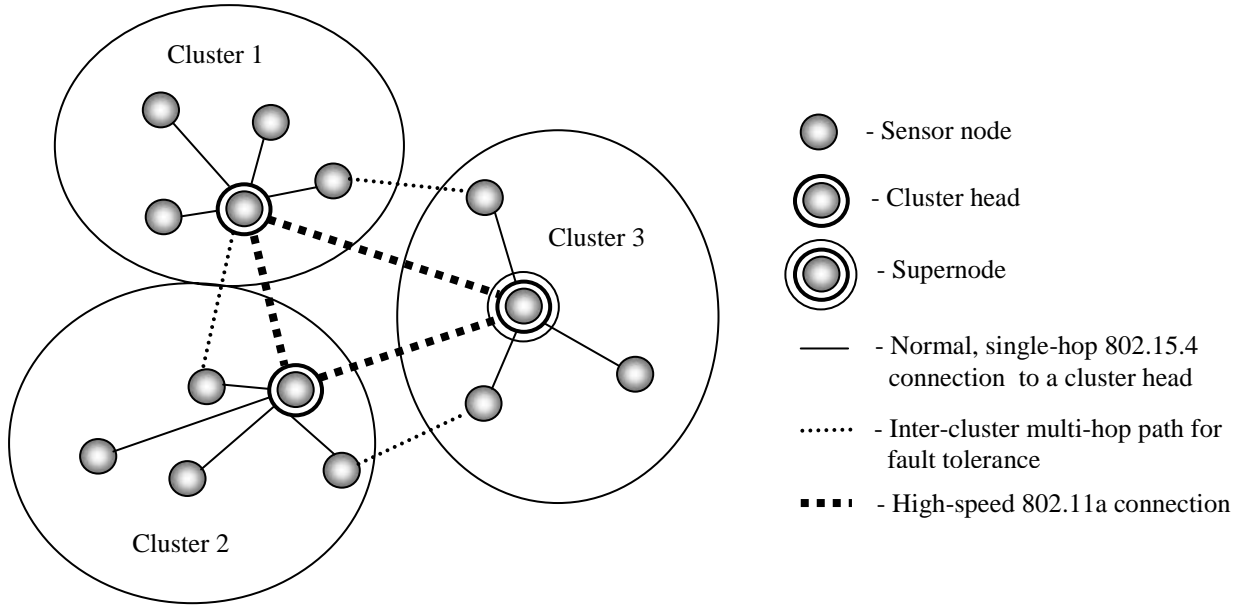 Cluster 1
Cluster 3
Cluster 2
- Sensor node
- Cluster head
- Supernode
- Normal, single-hop 802.15.4
connection to a cluster head
- Inter-cluster multi-hop path for
fault tolerance
- High-speed 802.11a connection